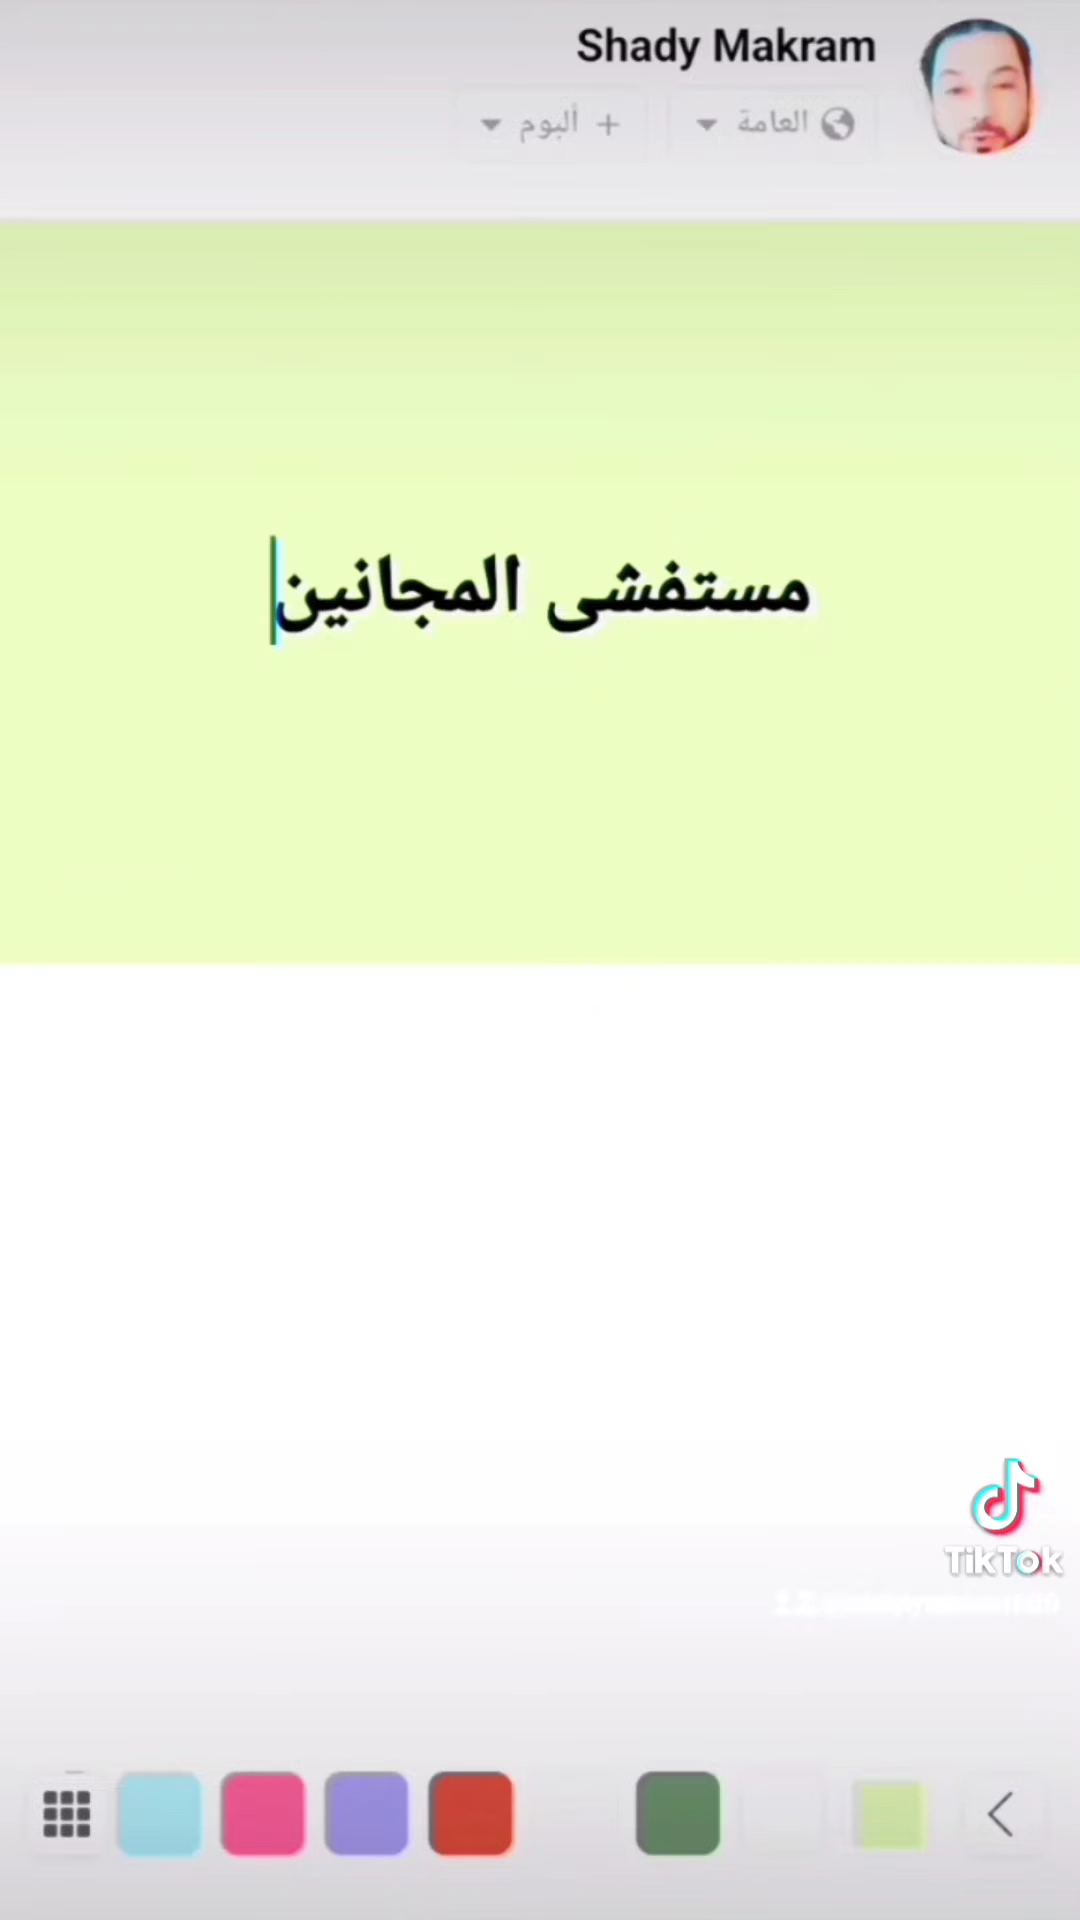 Shady Makram
العامة
+ ألبوم
مستفشى المجانين
TikTok